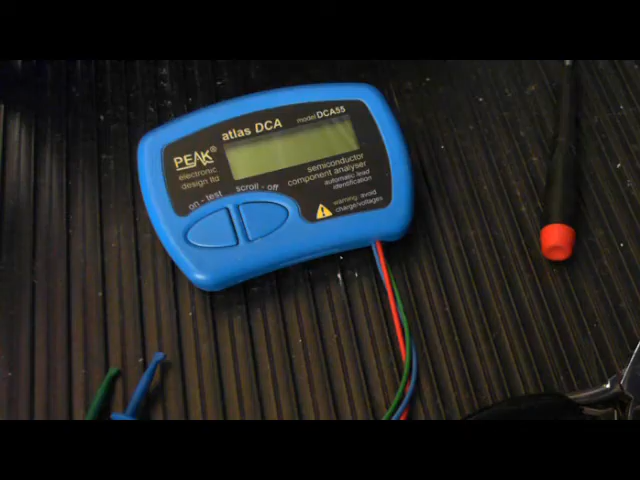 atlas DCA
model DCA55
PEAK®
electronic
design ltd
semiconductor
component analyser
automatic lead
identification
on - test
scroll - off
warning: avoid
charge/voltages